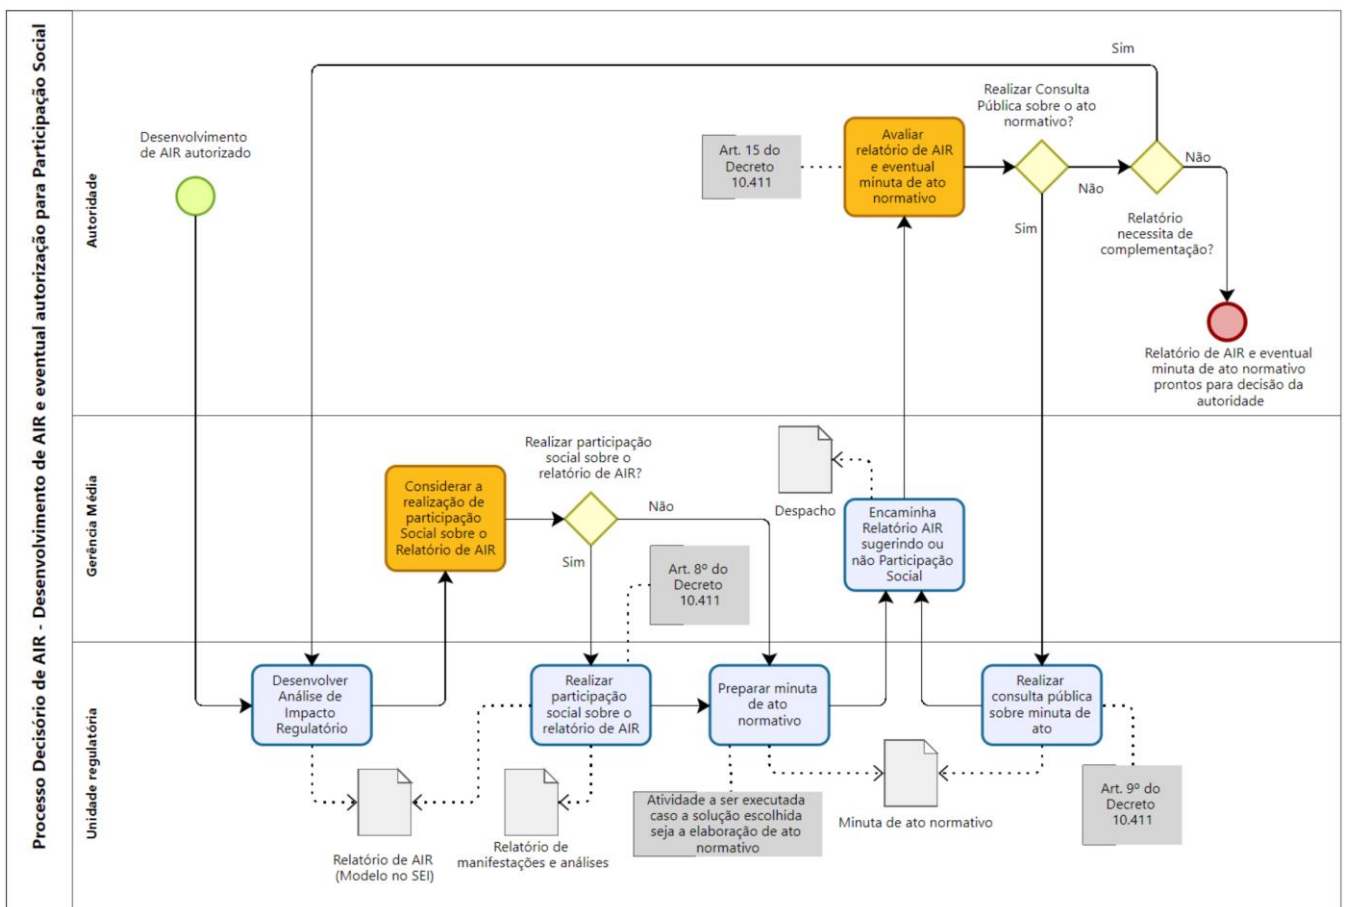 Processo Decisório de AIR - Desenvolvimento de AIR e eventual autorização para Participação Social
Autoridade
Desenvolvimento
de AIR autorizado
Art. 15 do
Decreto
10.411
Avaliar
relatório de AIR
e eventual
minuta de ato
normativo
Realizar Consulta
Pública sobre o ato
normativo?
Sim
Não
Sim
Não
Relatório
necessita de
complementação?
Relatório de AIR e eventual
minuta de ato normativo
prontos para decisão da
autoridade
Gerência Média
Considerar a
realização de
participação
Social sobre o
Relatório de AIR
Realizar participação
social sobre o
relatório de AIR?
Não
Sim
Art. 8º do
Decreto
10.411
Despacho
Encaminha
Relatório AIR
sugerindo ou
não Participação
Social
Unidade regulatória
Desenvolver
Análise de
Impacto
Regulatório
Realizar
participação
social sobre o
relatório de AIR
Preparar minuta
de ato
normativo
Realizar
consulta pública
sobre minuta de
ato
Relatório de AIR
(Modelo no SEI)
Relatório de
manifestações e análises
Atividade a ser executada
caso a solução escolhida
seja a elaboração de ato
normativo
Minuta de ato normativo
Art. 9º do
Decreto
10.411